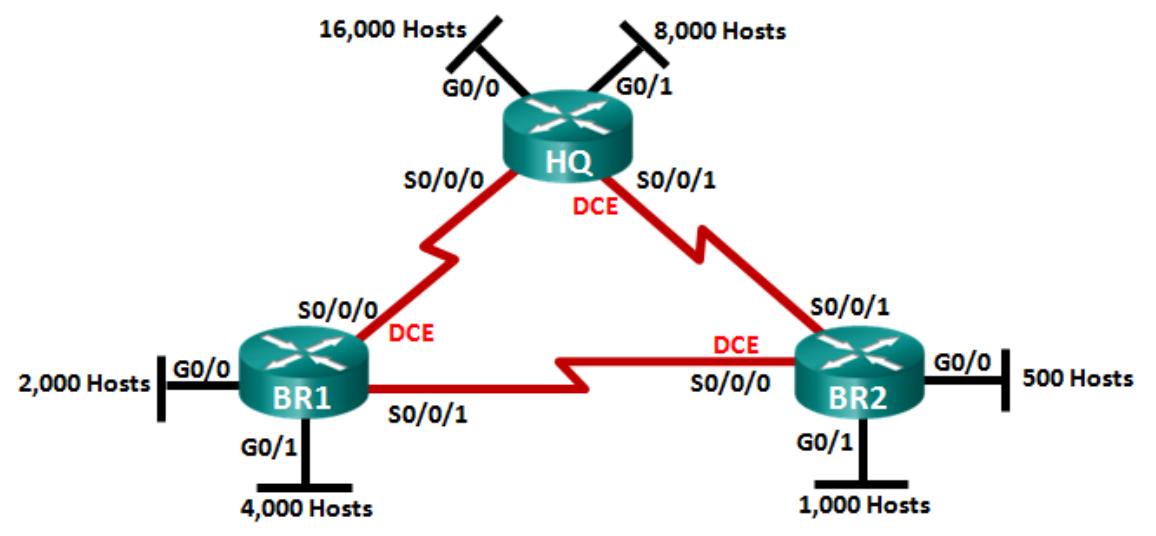 16,000 Hosts
8,000 Hosts
G0/0
G0/1
HQ
S0/0/0
S0/0/1
DCE
S0/0/0
DCE
S0/0/1
DCE
2,000 Hosts
G0/0
BR1
S0/0/1
S0/0/0
BR2
G0/0
500 Hosts
G0/1
4,000 Hosts
G0/1
1,000 Hosts